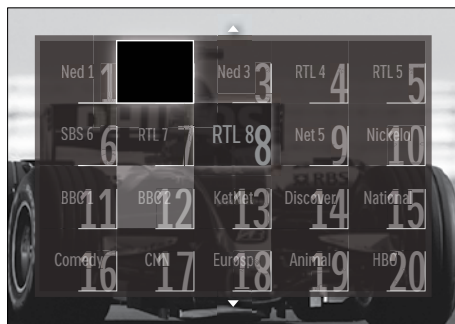 Ned 1 1 Ned 3 3 RTL 4 4 RTL 5 5
SBS 6 6 RTL 7 7 RTL 8 8 Net 5 9 Nickelo 10
BBC 1 11 BBC 2 12 Ketnet 13 Discover 14 National 15
Comedy 16 CNN 17 Eurosp 18 Animal 19 HBO 20
RBS